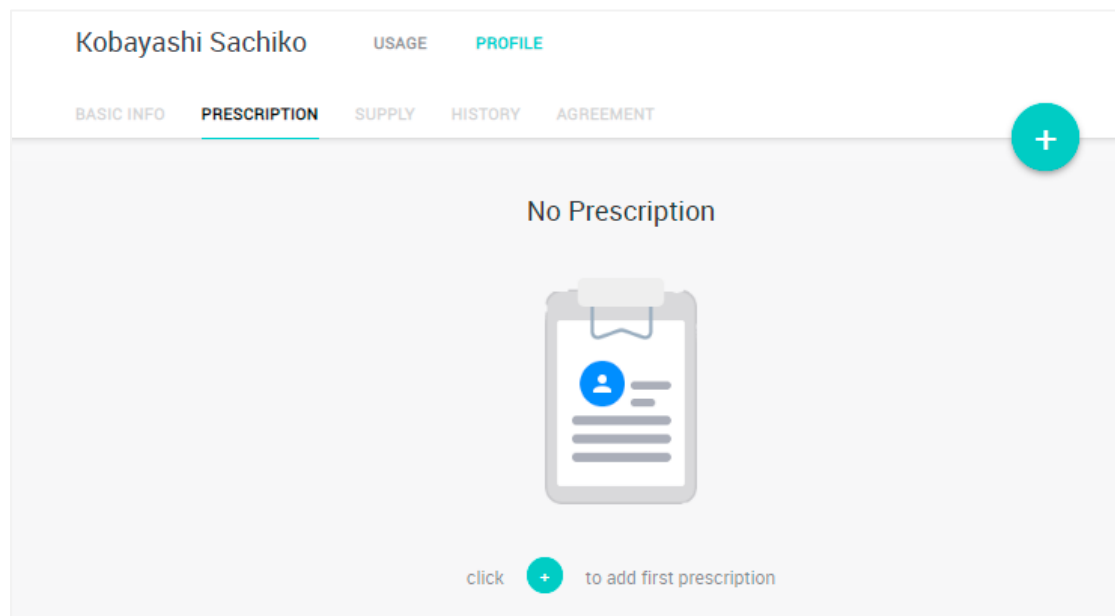 Kobayashi Sachiko USAGE PROFILE
BASIC INFO PRESCRIPTION SUPPLY HISTORY AGREEMENT
+
No Prescription
click + to add first prescription